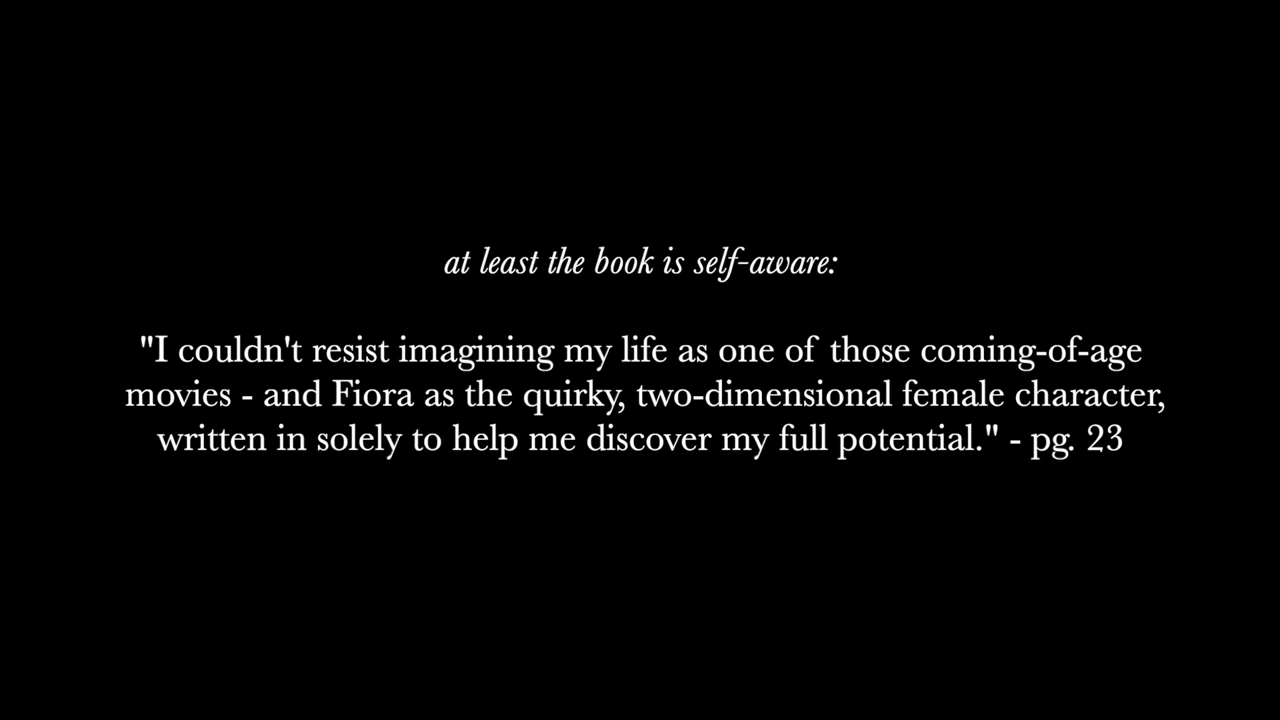 at least the book is self-aware:
"I couldn't resist imagining my life as one of those coming-of-age
movies - and Fiora as the quirky, two-dimensional female character,
written in solely to help me discover my full potential." - pg. 23